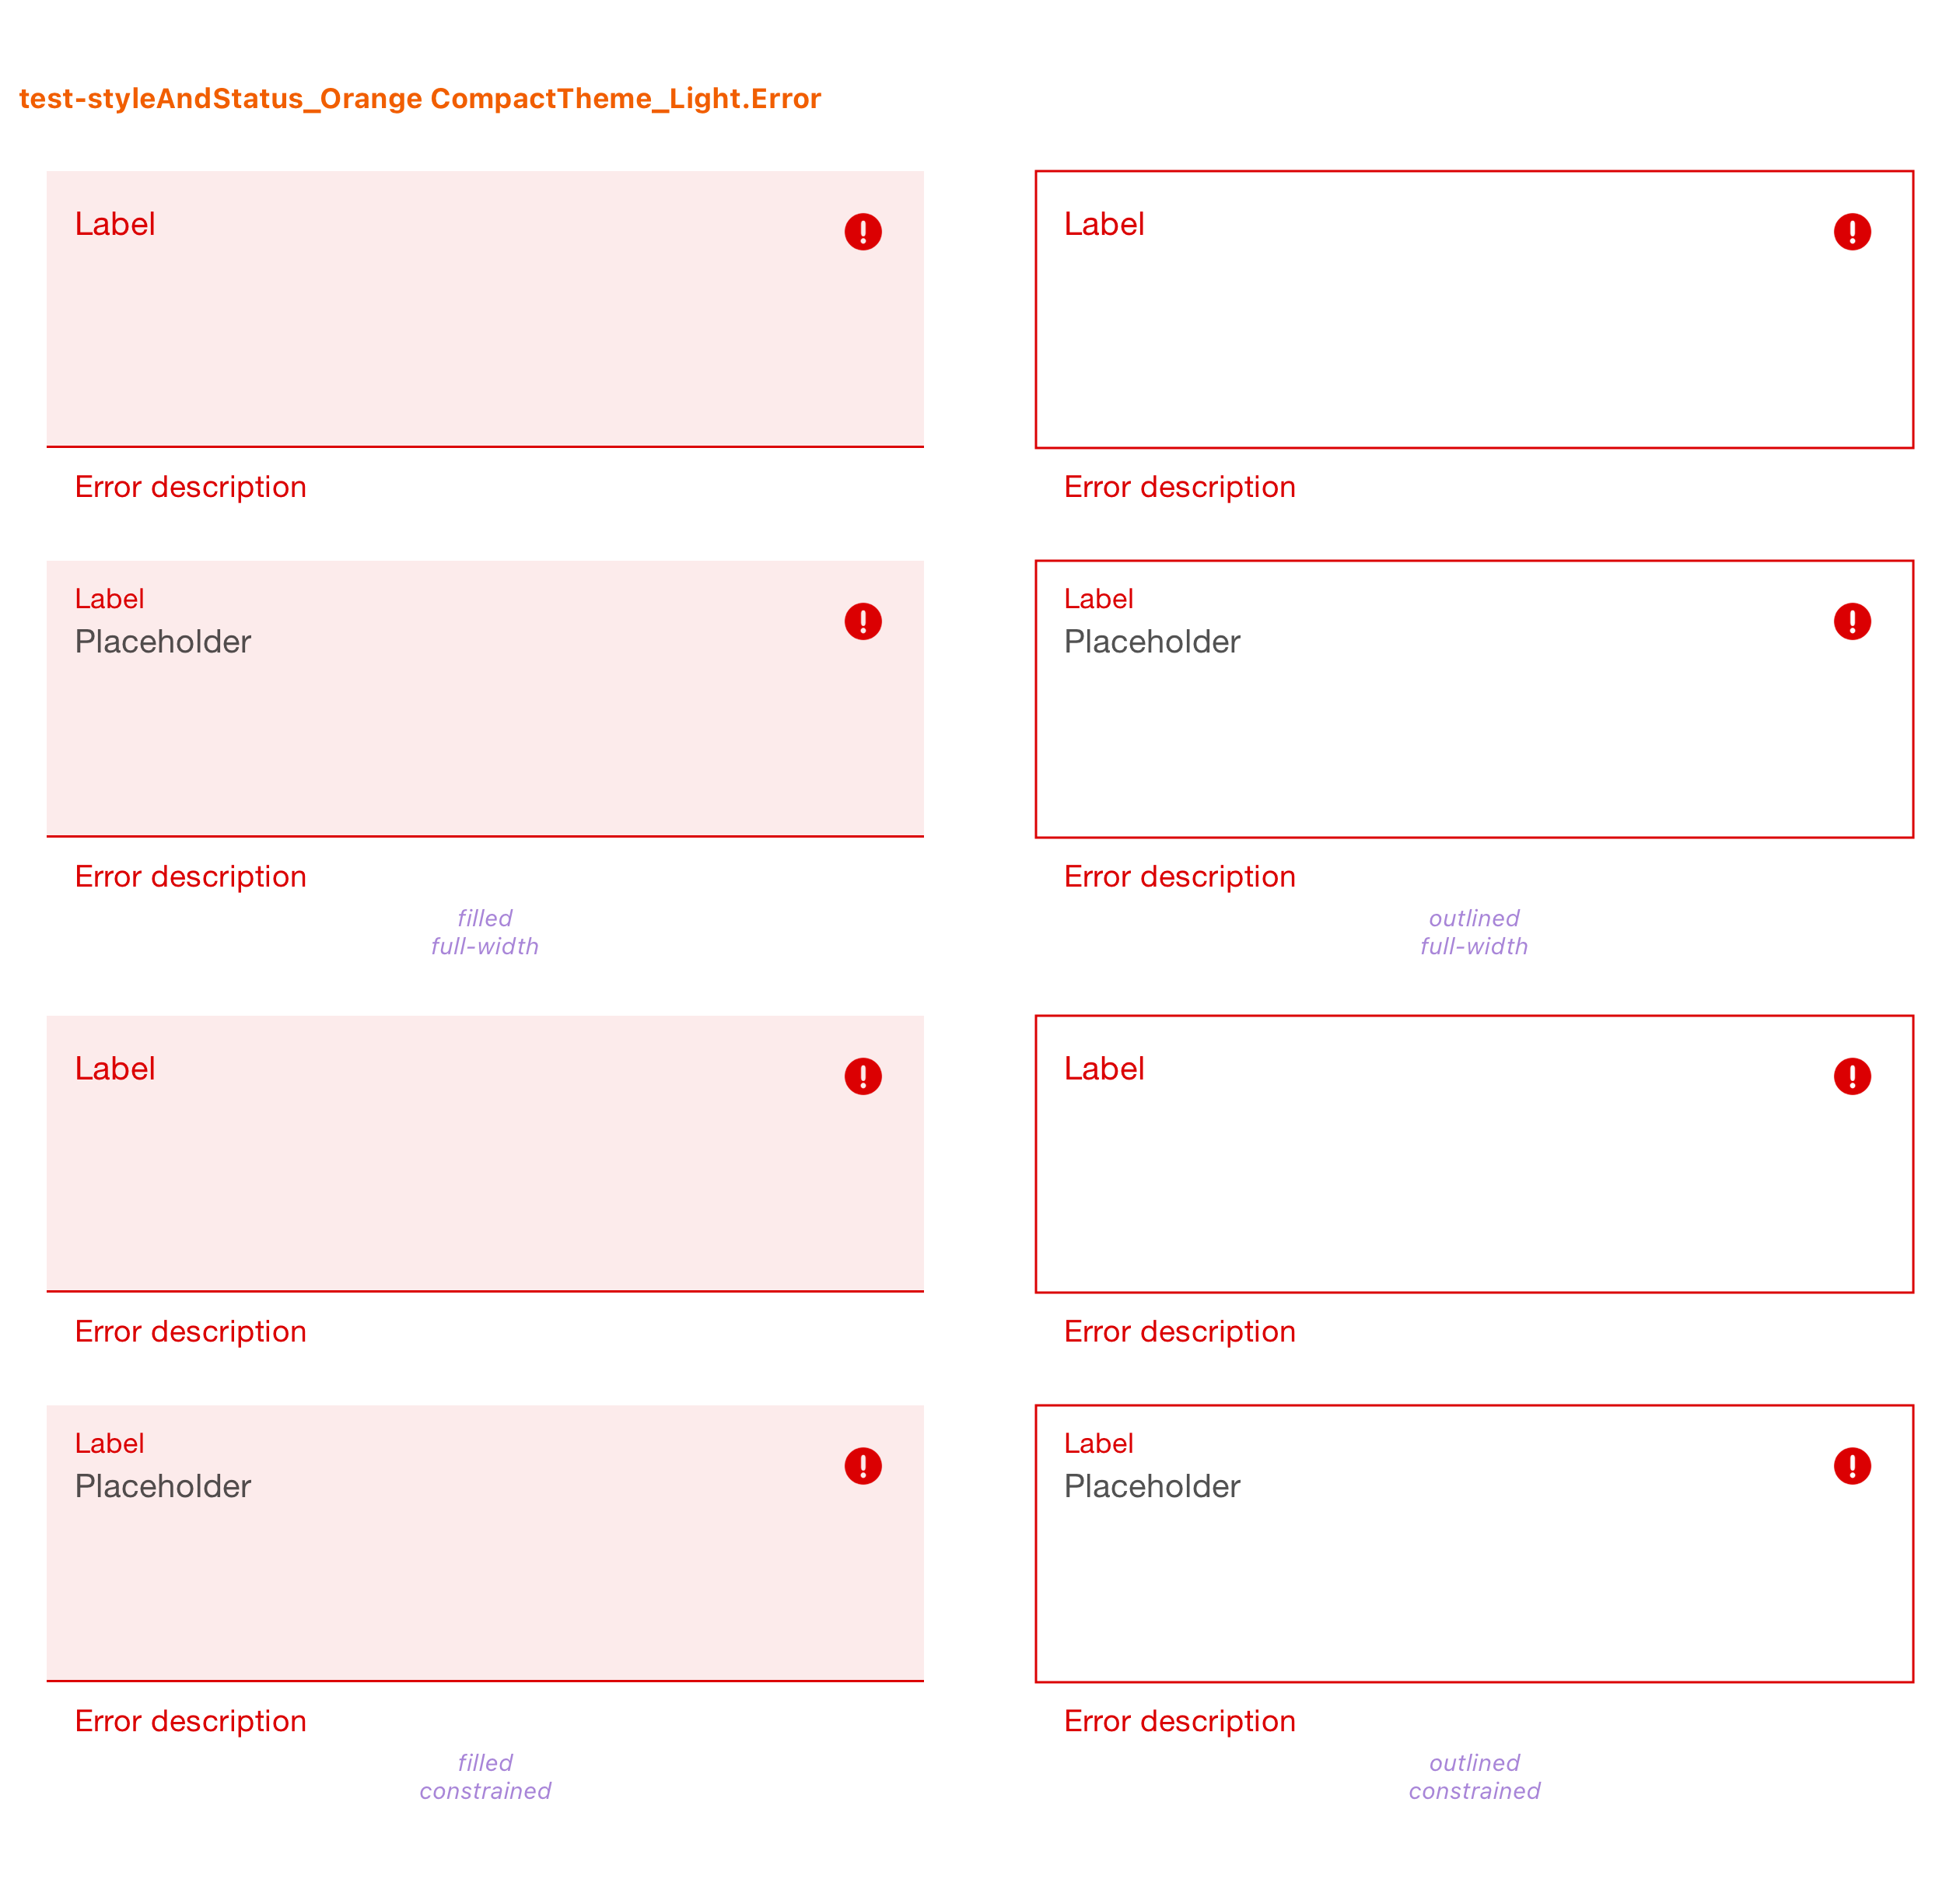 test-styleAndStatus_Orange CompactTheme_Light.Error
Label
Label
Error description
Error description
Label
Placeholder
Label
Placeholder
Error description
Error description
filled
full-width
outlined
full-width
Label
Label
Error description
Error description
Label
Placeholder
Label
Placeholder
Error description
Error description
filled
constrained
outlined
constrained